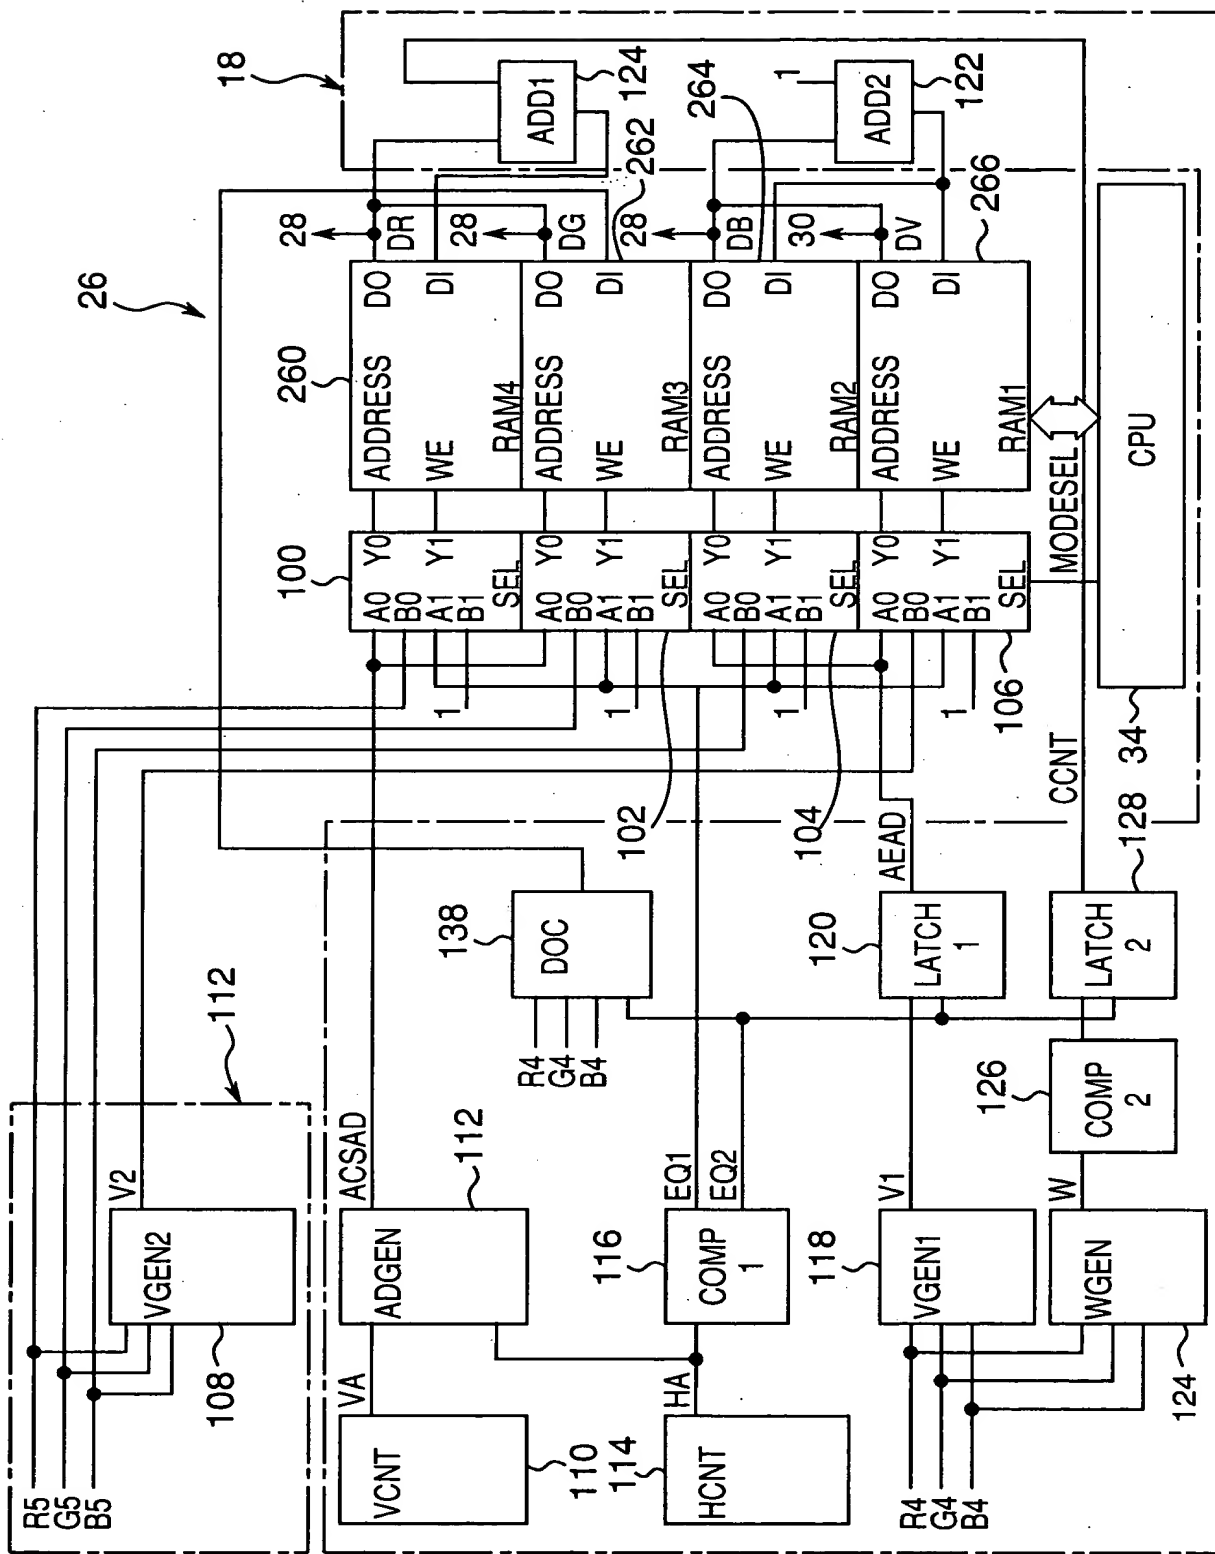 R5
G5
B5
VGEN2
108
V2
112
VCNT
110
VA
ADGEN
112
ACSAD
HCNT
114
HA
COMP
1
116
EQ1
EQ2
R4
G4
B4
DOC
138
R4
G4
B4
VGEN1
118
V1
WGEN
124
W
COMP
2
126
LATCH
1
120
AEAD
LATCH
2
128
CCNT
26
18
100
A0 Y0
B0
A1 Y1
B1
SEL
1
102
A0 Y0
B0
A1 Y1
B1
SEL
1
104
A0 Y0
B0
A1 Y1
B1
SEL
1
106
A0 Y0
B0
A1 Y1
B1
SEL
1
260
ADDRESS DO
WE DI
RAM4
262
ADDRESS DO
WE DI
RAM3
264
ADDRESS DO
WE DI
RAM2
266
ADDRESS DO
WE DI
RAM1
28
DR
28
DG
28
DB
30
DV
ADD1
124
1
ADD2
122
MODESEL
CPU
34